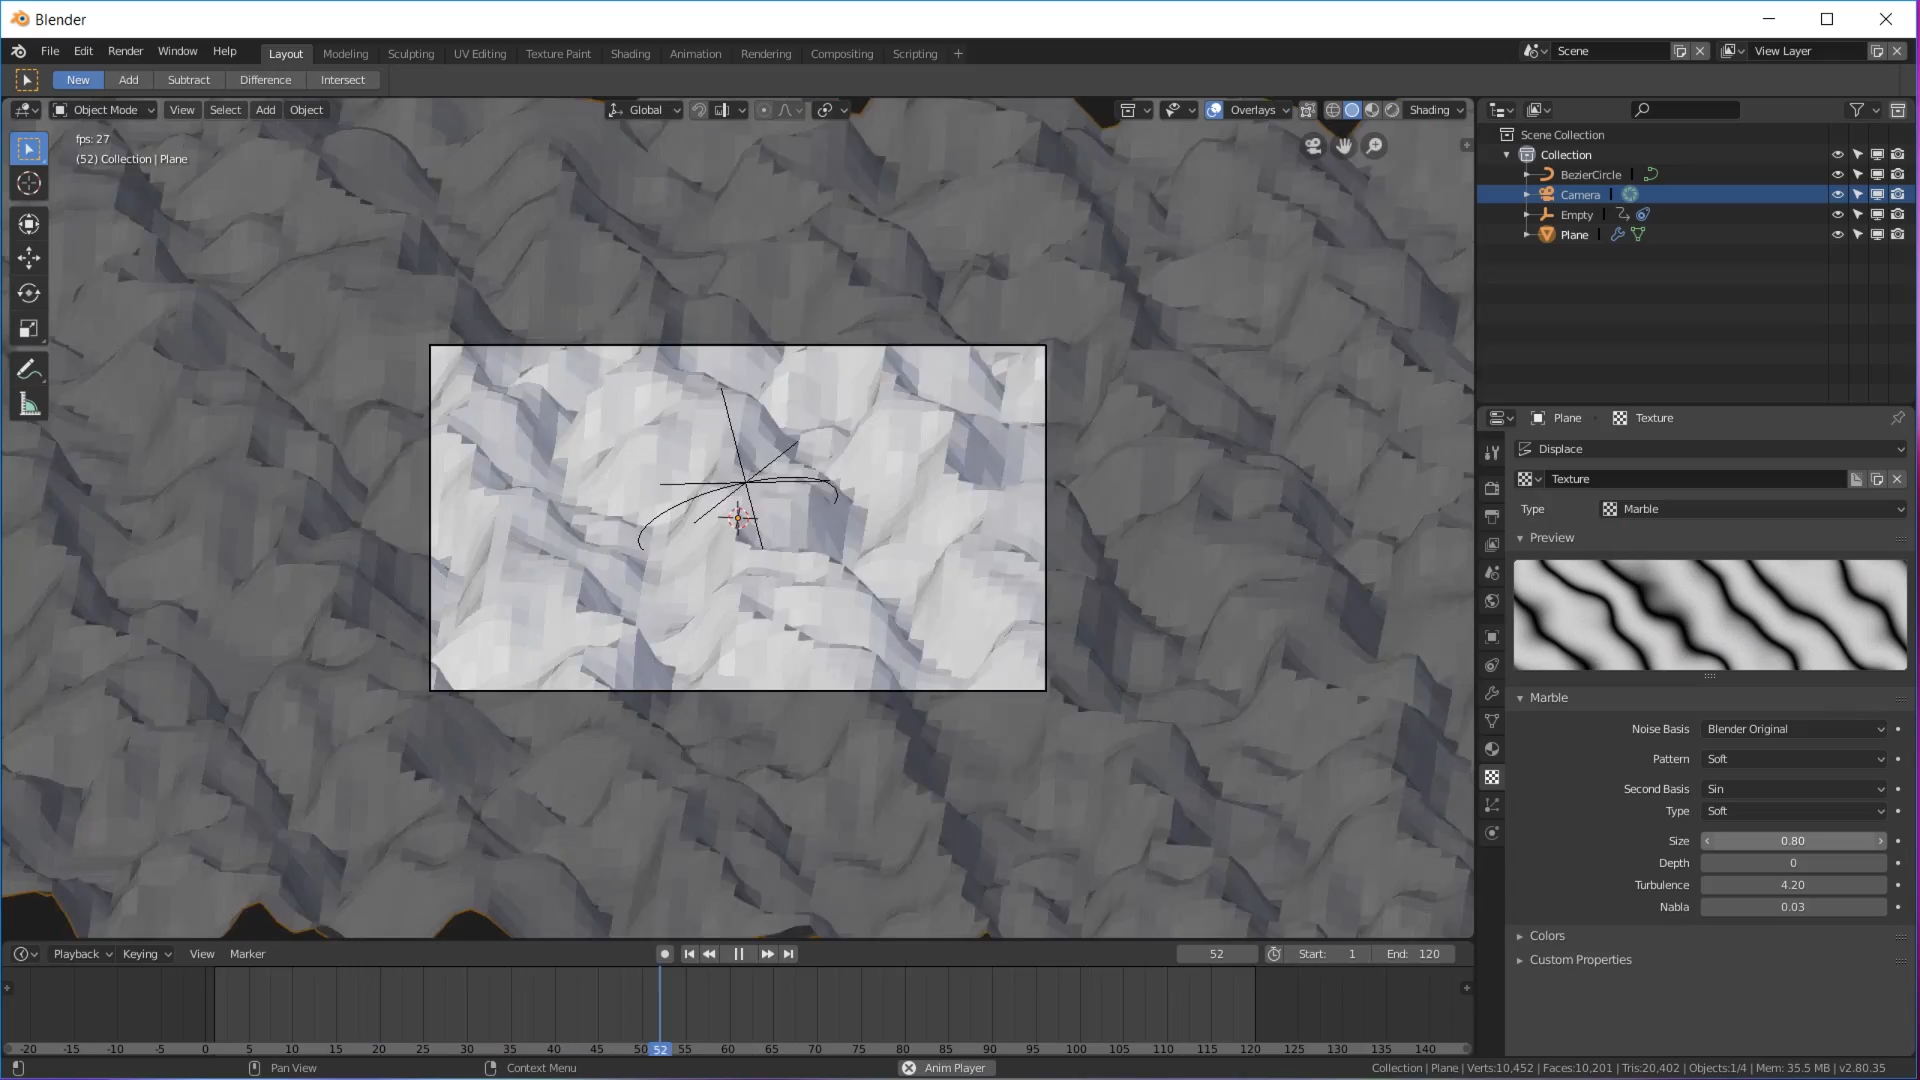 Blender
File Edit Render Window Help Layout Modeling Sculpting UV Editing Texture Paint Shading Animation Rendering Compositing Scripting + Scene View Layer
New Add Subtract Difference Intersect
Object Mode View Select Add Object Global Overlays Shading
fps: 27
(52) Collection | Plane
Scene Collection
Collection
BezierCircle
Camera
Empty
Plane
Plane Texture
Displace
Texture
Type Marble
Preview
Marble
Noise Basis Blender Original
Pattern Soft
Second Basis Sin
Type Soft
Size 0.80
Depth 0
Turbulence 4.20
Nabla 0.03
Colors
Custom Properties
Playback Keying View Marker 52 Start: 1 End: 120
-20 -15 -10 -5 0 5 10 15 20 25 30 35 40 45 50 52 55 60 65 70 75 80 85 90 95 100 105 110 115 120 125 130 135 140
Pan View Context Menu Anim Player Collection | Plane | Verts:10,452 | Faces:10,201 | Tris:20,402 | Objects:1/4 | Mem: 35.5 MB | v2.80.35